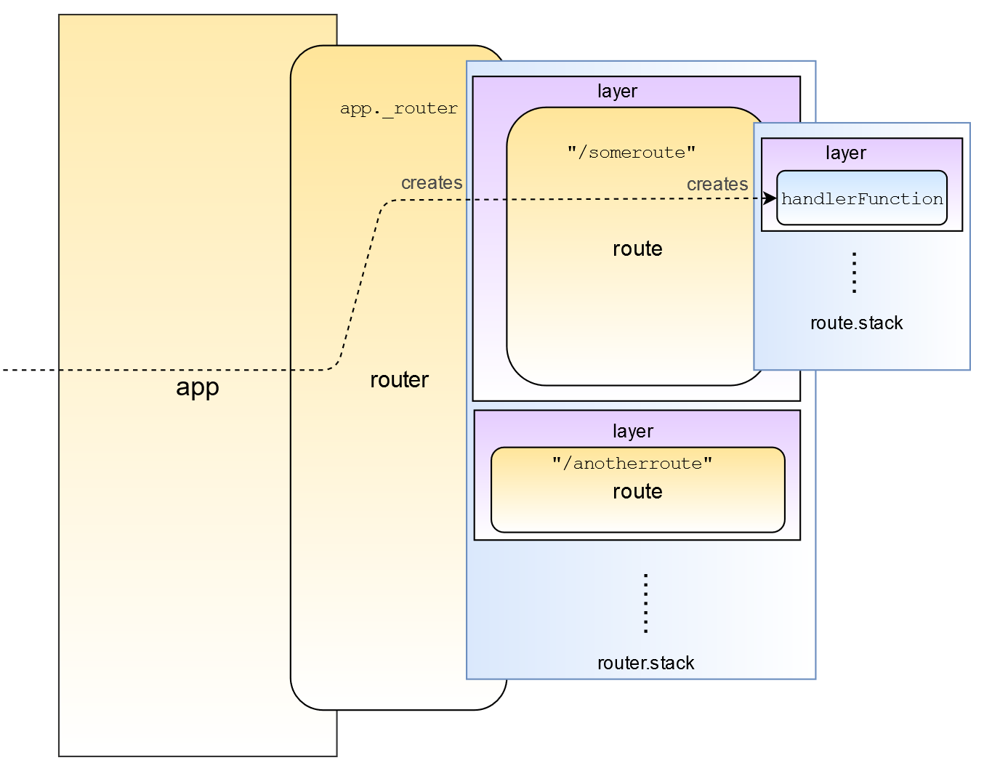 app
app._router
creates
router
layer
"/someroute"
creates
route
layer
handlerFunction
route.stack
layer
"/anotherroute"
route
router.stack